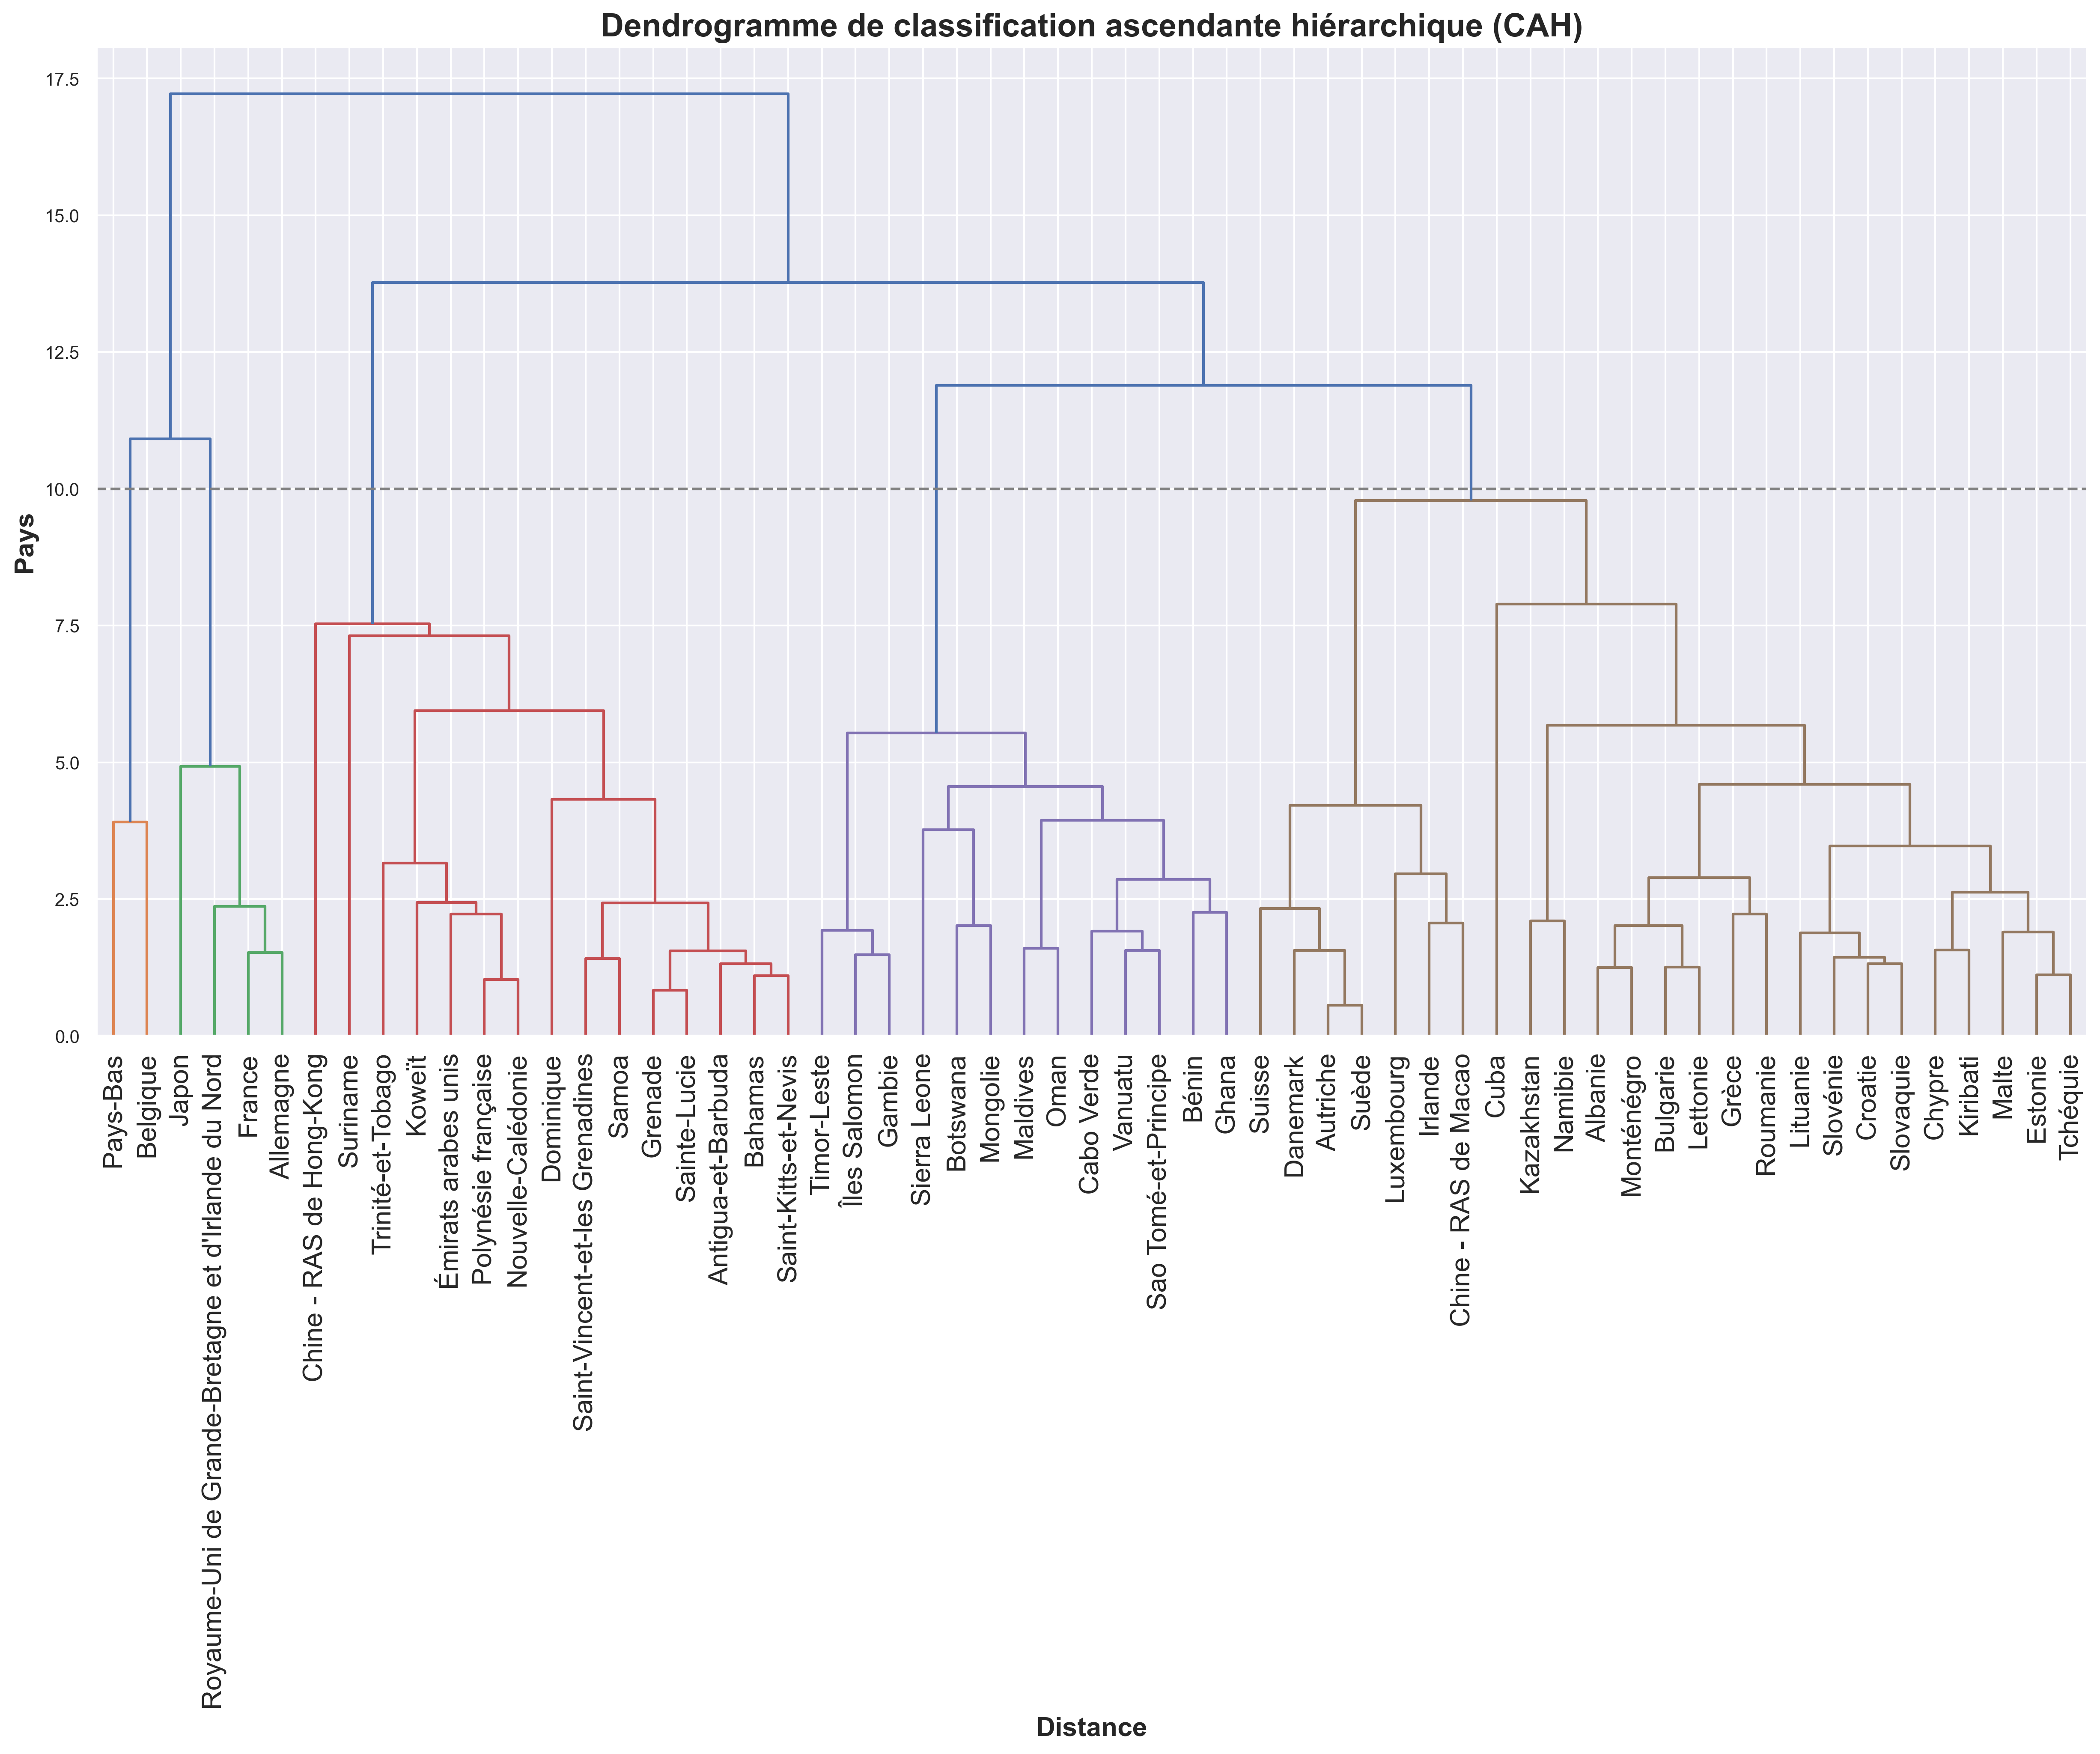 Dendrogramme de classification ascendante hiérarchique (CAH)
17.5
15.0
12.5
10.0
7.5
5.0
2.5
0.0
Pays
Pays-Bas
Belgique
Japon
Royaume-Uni de Grande-Bretagne et d'Irlande du Nord
France
Allemagne
Chine - RAS de Hong-Kong
Suriname
Trinité-et-Tobago
Koweït
Émirats arabes unis
Polynésie française
Nouvelle-Calédonie
Dominique
Saint-Vincent-et-les Grenadines
Samoa
Grenade
Sainte-Lucie
Antigua-et-Barbuda
Bahamas
Saint-Kitts-et-Nevis
Timor-Leste
Îles Salomon
Gambie
Sierra Leone
Botswana
Mongolie
Maldives
Oman
Cabo Verde
Vanuatu
Sao Tomé-et-Principe
Bénin
Ghana
Suisse
Danemark
Autriche
Suède
Luxembourg
Irlande
Chine - RAS de Macao
Cuba
Kazakhstan
Namibie
Albanie
Monténégro
Bulgarie
Lettonie
Grèce
Roumanie
Lituanie
Slovénie
Croatie
Slovaquie
Chypre
Kiribati
Malte
Estonie
Tchéquie
Distance